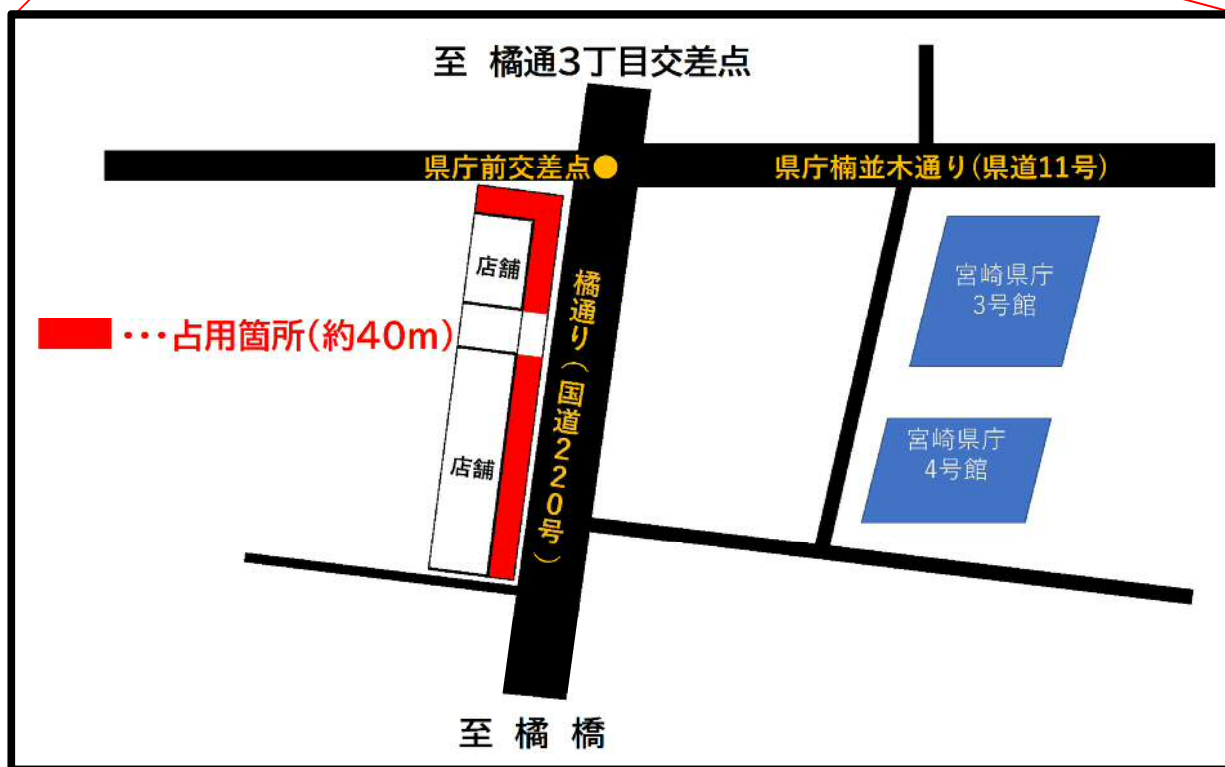 至 橘通3丁目交差点
県庁前交差点●
県庁楠並木通り(県道11号)
店舗
宮崎県庁
3号館
・・・占用箇所(約40m)
橘通り(国道220号)
宮崎県庁
4号館
店舗
至 橘 橋